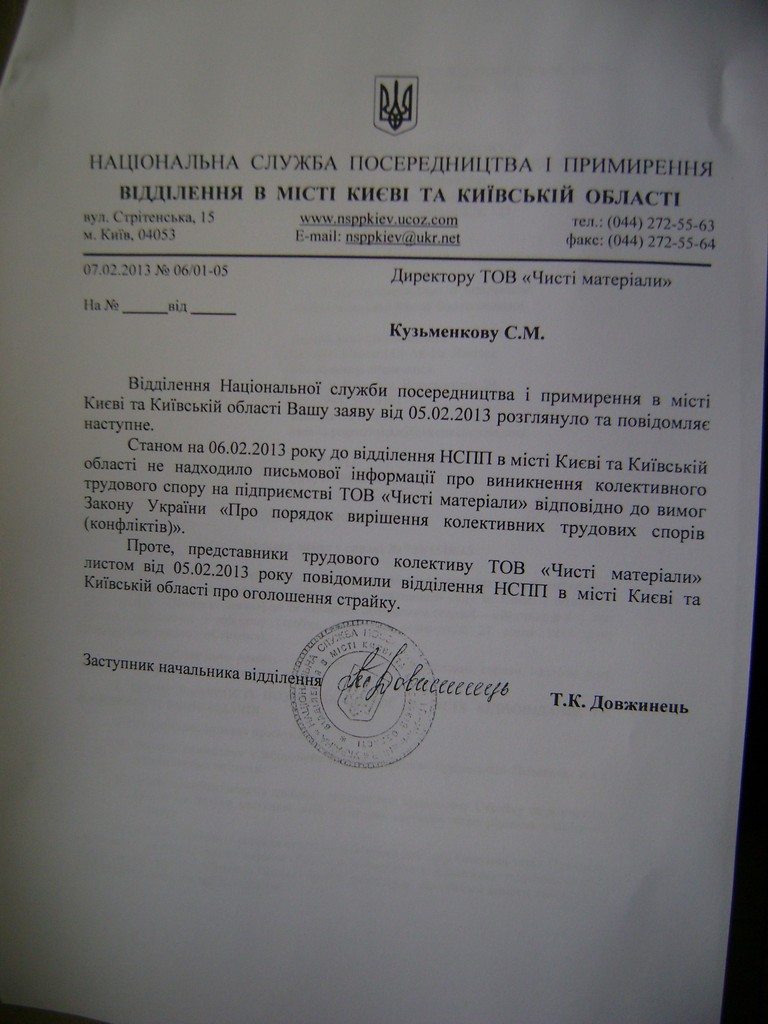 НАЦІОНАЛЬНА СЛУЖБА ПОСЕРЕДНИЦТВА І ПРИМИРЕННЯ
ВІДДІЛЕННЯ В МІСТІ КИЄВІ ТА КИЇВСЬКІЙ ОБЛАСТІ
вул. Стрітенська, 15 www.nsppkiev.ucoz.com тел.: (044) 272-55-63
м. Київ, 04053 E-mail: nsppkiev@ukr.net факс: (044) 272-55-64
07.02.2013 № 06/01-05 Директору ТОВ «Чисті матеріали»
На № ______від ______
Кузьменкову С.М.
Відділення Національної служби посередництва і примирення в місті
Києві та Київській області Вашу заяву від 05.02.2013 розглянуло та повідомляє
наступне.
Станом на 06.02.2013 року до відділення НСПП в місті Києві та Київській
області не надходило письмової інформації про виникнення колективного
трудового спору на підприємстві ТОВ «Чисті матеріали» відповідно до вимог
Закону України «Про порядок вирішення колективних трудових спорів
(конфліктів)».
Проте, представники трудового колективу ТОВ «Чисті матеріали»
листом від 05.02.2013 року повідомили відділення НСПП в місті Києві та
Київській області про оголошення страйку.
Заступник начальника відділення
Т.К. Довжинець